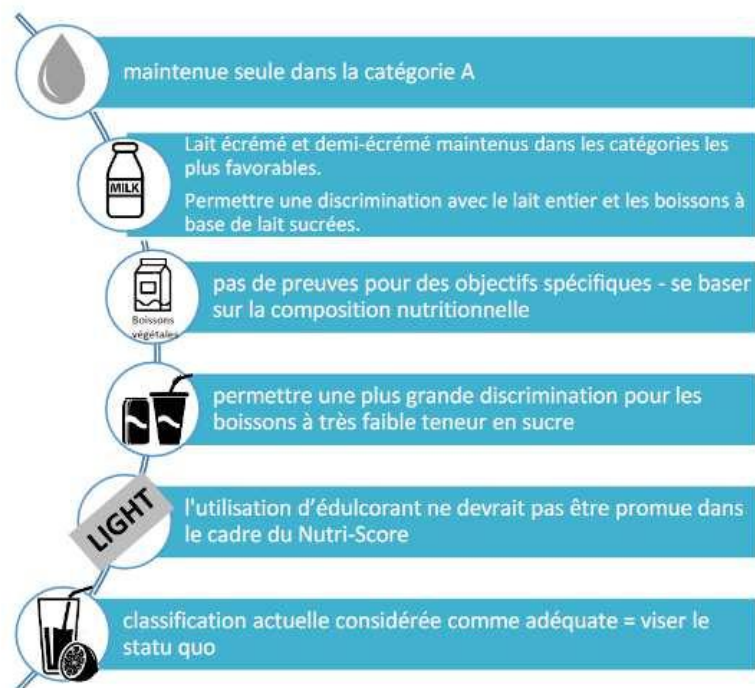 maintenue seule dans la catégorie A
Lait écrémé et demi-écrémé maintenus dans les catégories les
plus favorables.
MILK
Permettre une discrimination avec le lait entier et les boissons à
base de lait sucrées.
pas de preuves pour des objectifs spécifiques - se baser
sur la composition nutritionnelle
Boissons
végétales
permettre une plus grande discrimination pour les
boissons à très faible teneur en sucre
LIGHT
l'utilisation d'édulcorant ne devrait pas être promue dans
le cadre du Nutri-Score
classification actuelle considérée comme adéquate = viser le
statu quo